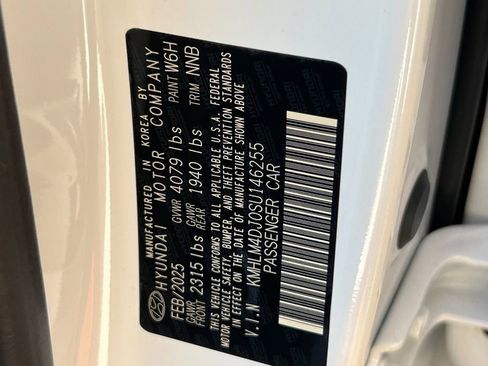 MANUFACTURED IN KOREA BY
HYUNDAI MOTOR COMPANY
FEB/2025 GVWR 4079 lbs PAINT W6H
GAWR FRONT 2315 lbs GAWR REAR 1940 lbs TRIM NNB
THIS VEHICLE CONFORMS TO ALL APPLICABLE U.S.A. FEDERAL
MOTOR VEHICLE SAFETY, BUMPER, AND THEFT PREVENTION STANDARDS
IN EFFECT ON THE DATE OF MANUFACTURE SHOWN ABOVE
V.I.N KMHLM4DJ0SU146255
PASSENGER CAR